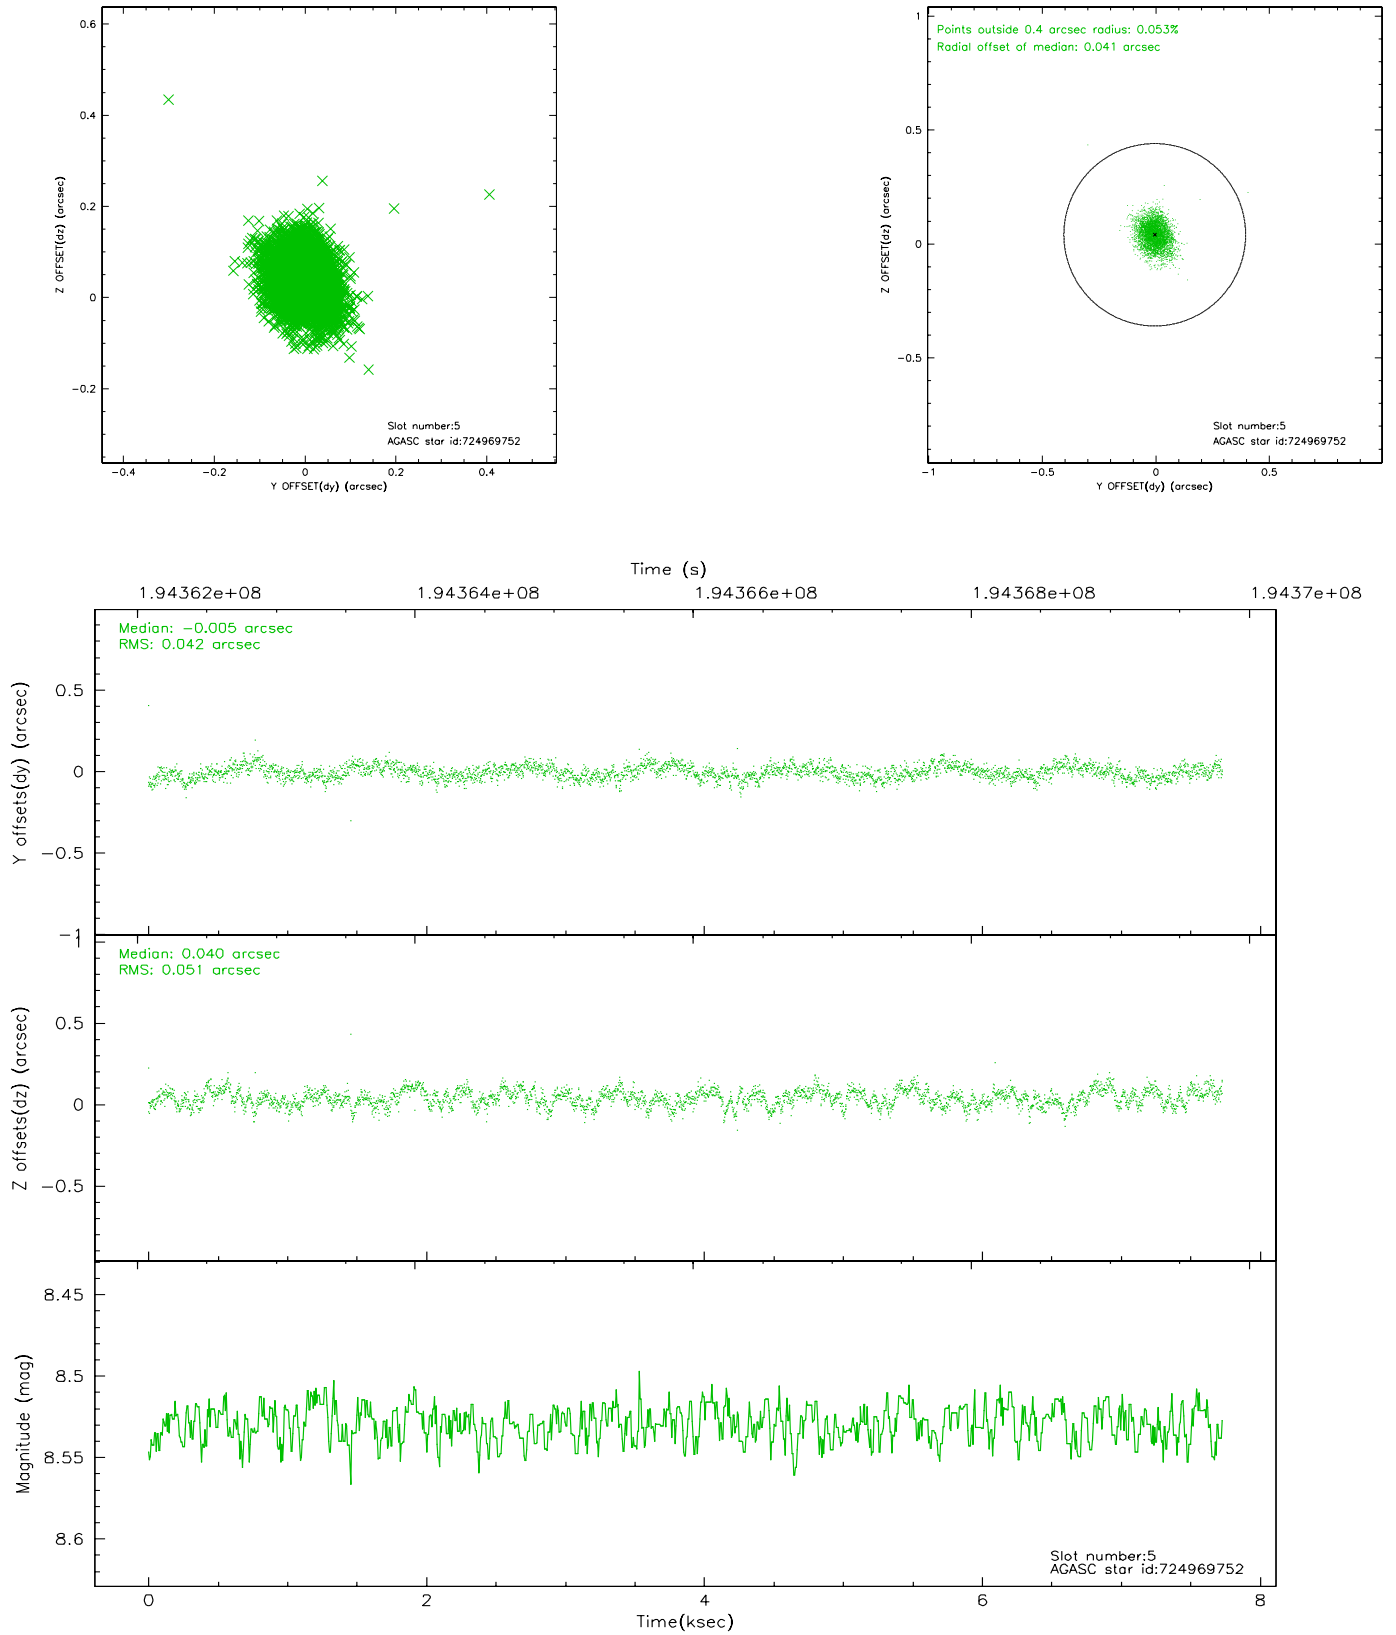 0.6
0.4
0.2
0
−0.2
Z OFFSET(dz) (arcsec)
Slot number:5
AGASC star id:724969752
−0.4
−0.2
0
0.2
0.4
Y OFFSET(dy) (arcsec)
Points outside 0.4 arcsec radius: 0.053%
Radial offset of median: 0.041 arcsec
1
0.5
0
−0.5
Z OFFSET(dz) (arcsec)
Slot number:5
AGASC star id:724969752
−1
−0.5
0
0.5
Y OFFSET(dy) (arcsec)
Time (s)
1.94362e+08
1.94364e+08
1.94366e+08
1.94368e+08
1.9437e+08
Median: −0.005 arcsec
RMS: 0.042 arcsec
0.5
0
−0.5
−1
Y offsets(dy) (arcsec)
Median: 0.040 arcsec
RMS: 0.051 arcsec
1
0.5
0
−0.5
Z offsets(dz) (arcsec)
8.45
8.5
8.55
8.6
Magnitude (mag)
Slot number:5
AGASC star id:724969752
0
2
4
6
8
Time(ksec)